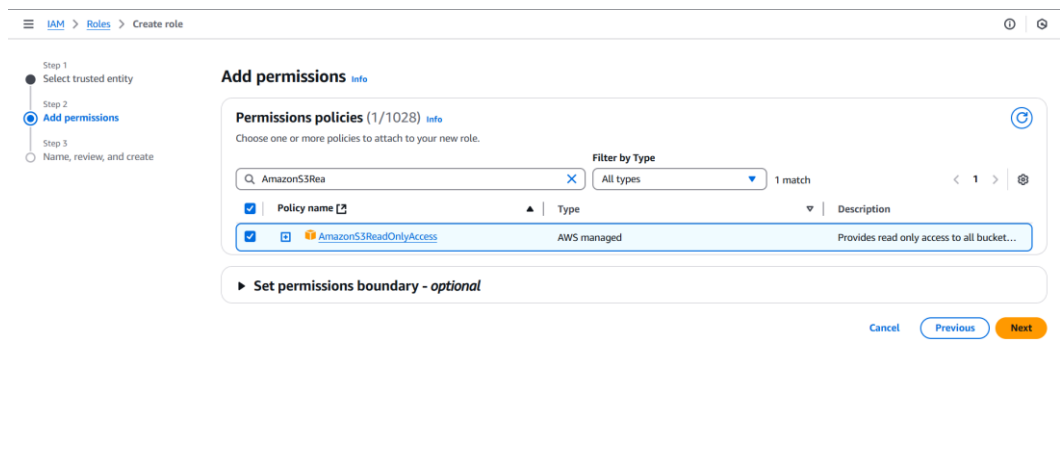 IAM > Roles > Create role
Step 1
Select trusted entity
Step 2
Add permissions
Step 3
Name, review, and create
Add permissions Info
Permissions policies (1/1028) Info
Choose one or more policies to attach to your new role.
Filter by Type
AmazonS3Rea
All types
1 match
1
Policy name
Type
Description
AmazonS3ReadOnlyAccess
AWS managed
Provides read only access to all bucket...
Set permissions boundary - optional
Cancel
Previous
Next